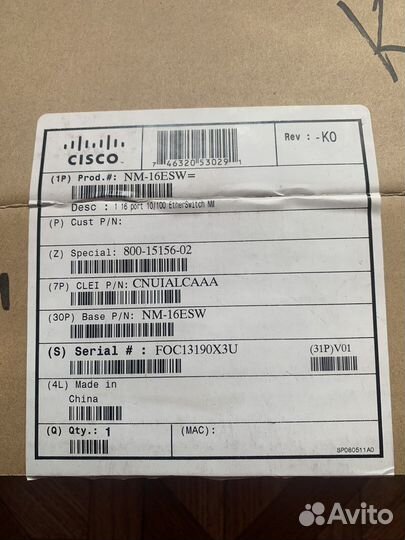 CISCO
7 46320 53029 1
Rev : -K0
(1P) Prod.#: NM-16ESW=
Desc : 1 16 port 10/100 EtherSwitch NM
(P) Cust P/N:
(Z) Special: 800-15156-02
(7P) CLEI P/N: CNUIALCAAA
(30P) Base P/N: NM-16ESW
(S) Serial # : FOC13190X3U
(31P)V01
(4L) Made in
China
(Q) Qty.: 1
(MAC):
SP080511A0
Avito